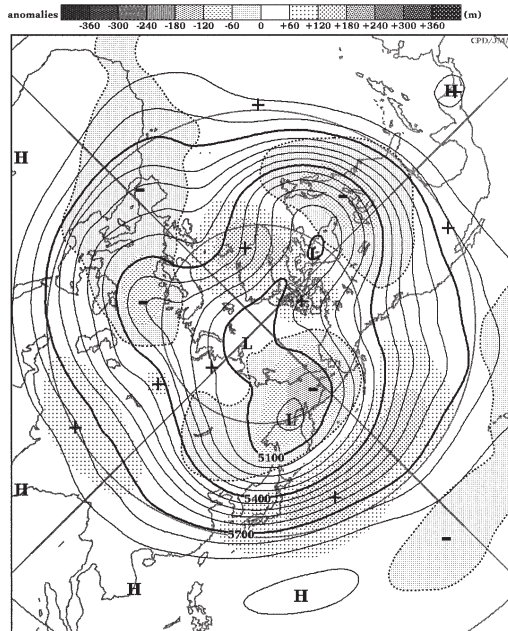 anomalies (m)
-360 -300 -240 -180 -120 -60 0 +60 +120 +180 +240 +300 +360
CPD/JMA
H
H
+
-
-
+
+
L
-
+
+
L
+
+
-
+
L
5100
H
5400
+
5700
-
H
H